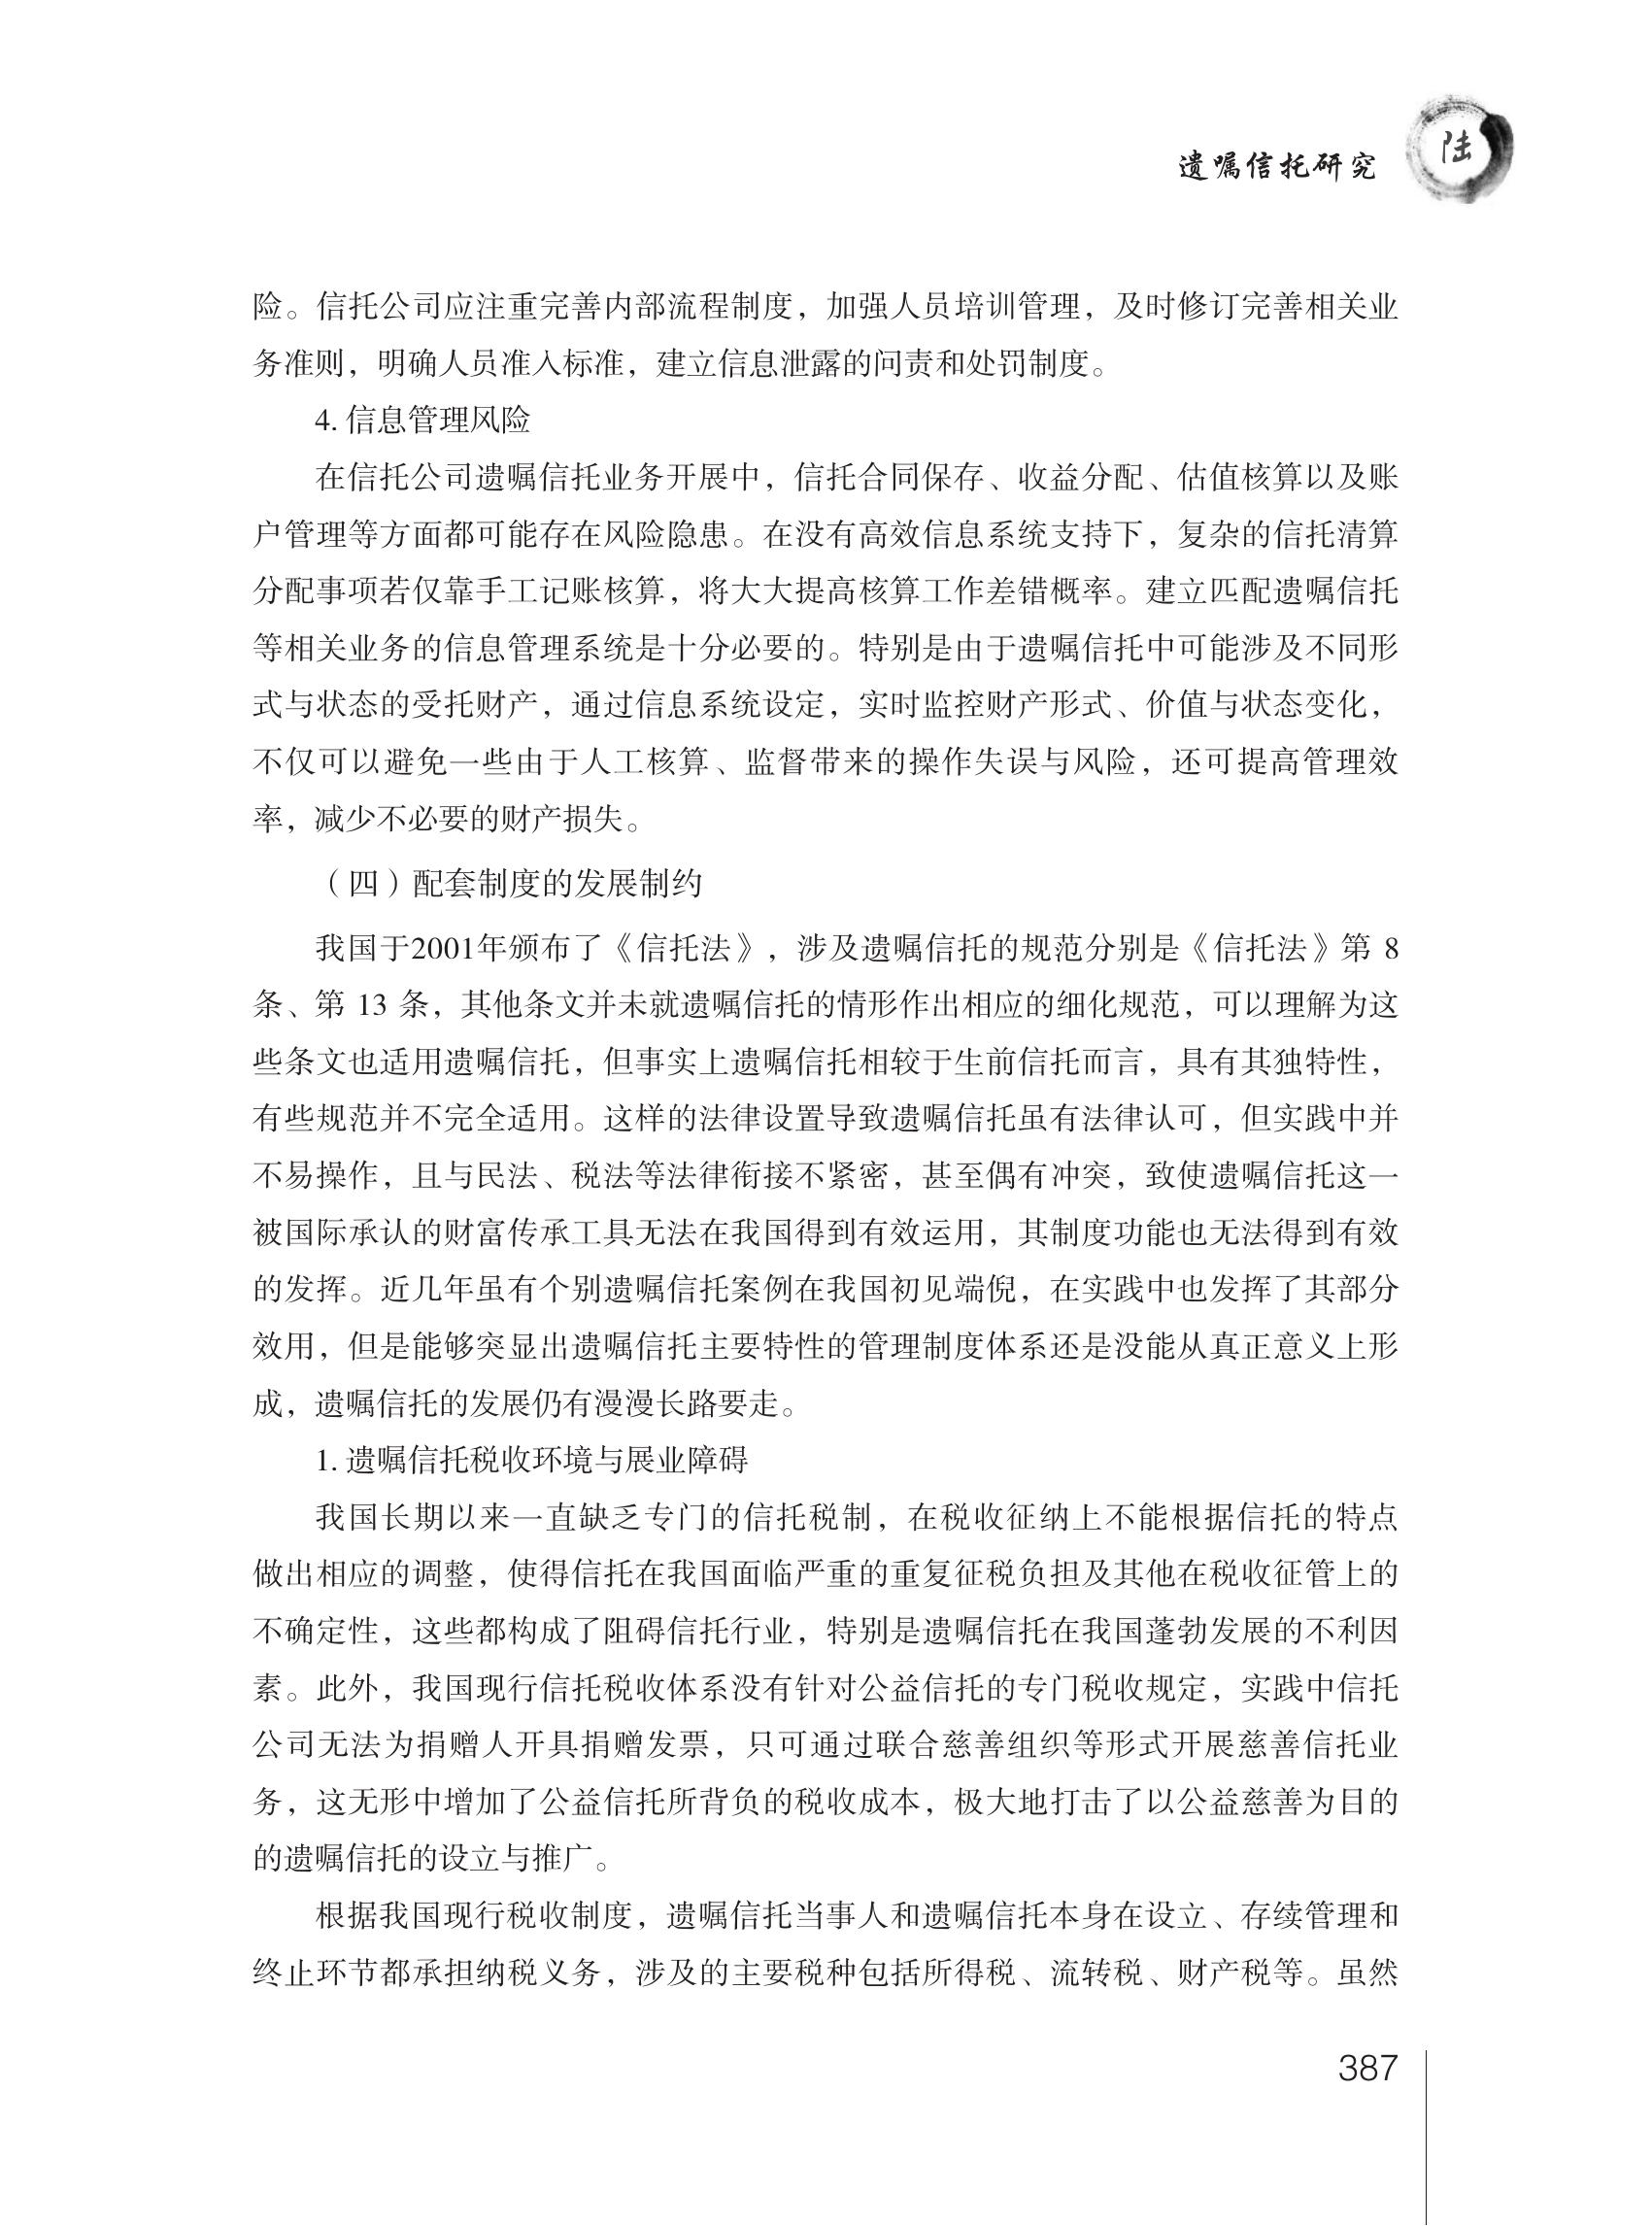 遗嘱信托研究
陆
险。信托公司应注重完善内部流程制度，加强人员培训管理，及时修订完善相关业
务准则，明确人员准入标准，建立信息泄露的问责和处罚制度。
4. 信息管理风险
在信托公司遗嘱信托业务开展中，信托合同保存、收益分配、估值核算以及账
户管理等方面都可能存在风险隐患。在没有高效信息系统支持下，复杂的信托清算
分配事项若仅靠手工记账核算，将大大提高核算工作差错概率。建立匹配遗嘱信托
等相关业务的信息管理系统是十分必要的。特别是由于遗嘱信托中可能涉及不同形
式与状态的受托财产，通过信息系统设定，实时监控财产形式、价值与状态变化，
不仅可以避免一些由于人工核算、监督带来的操作失误与风险，还可提高管理效
率，减少不必要的财产损失。
（四）配套制度的发展制约
我国于2001年颁布了《信托法》，涉及遗嘱信托的规范分别是《信托法》第 8
条、第 13 条，其他条文并未就遗嘱信托的情形作出相应的细化规范，可以理解为这
些条文也适用遗嘱信托，但事实上遗嘱信托相较于生前信托而言，具有其独特性，
有些规范并不完全适用。这样的法律设置导致遗嘱信托虽有法律认可，但实践中并
不易操作，且与民法、税法等法律衔接不紧密，甚至偶有冲突，致使遗嘱信托这一
被国际承认的财富传承工具无法在我国得到有效运用，其制度功能也无法得到有效
的发挥。近几年虽有个别遗嘱信托案例在我国初见端倪，在实践中也发挥了其部分
效用，但是能够突显出遗嘱信托主要特性的管理制度体系还是没能从真正意义上形
成，遗嘱信托的发展仍有漫漫长路要走。
1. 遗嘱信托税收环境与展业障碍
我国长期以来一直缺乏专门的信托税制，在税收征纳上不能根据信托的特点
做出相应的调整，使得信托在我国面临严重的重复征税负担及其他在税收征管上的
不确定性，这些都构成了阻碍信托行业，特别是遗嘱信托在我国蓬勃发展的不利因
素。此外，我国现行信托税收体系没有针对公益信托的专门税收规定，实践中信托
公司无法为捐赠人开具捐赠发票，只可通过联合慈善组织等形式开展慈善信托业
务，这无形中增加了公益信托所背负的税收成本，极大地打击了以公益慈善为目的
的遗嘱信托的设立与推广。
根据我国现行税收制度，遗嘱信托当事人和遗嘱信托本身在设立、存续管理和
终止环节都承担纳税义务，涉及的主要税种包括所得税、流转税、财产税等。虽然
387